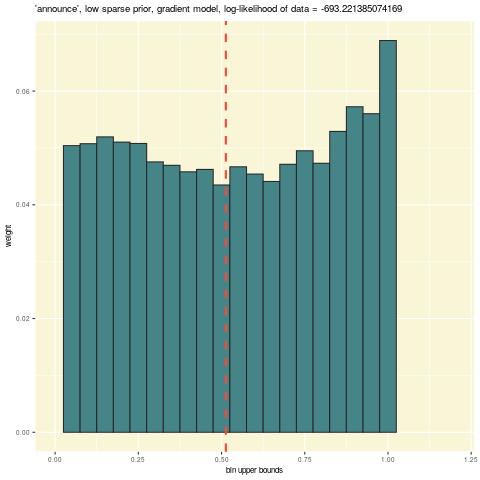 'announce', low sparse prior, gradient model, log-likelihood of data = -693.221385074169
0.06
0.04
0.02
0.00
weight
0.00 0.25 0.50 0.75 1.00 1.25
bin upper bounds